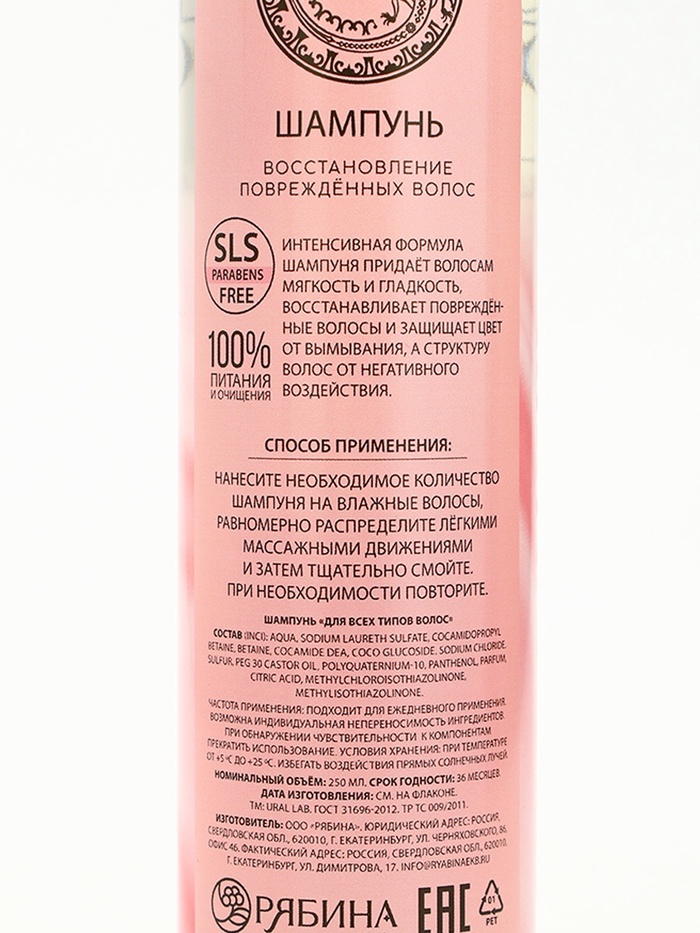 ШАМПУНЬ
ВОССТАНОВЛЕНИЕ
ПОВРЕЖДЁННЫХ ВОЛОС
SLS
PARABENS
FREE
100%
ПИТАНИЯ
И ОЧИЩЕНИЯ
ИНТЕНСИВНАЯ ФОРМУЛА
ШАМПУНЯ ПРИДАЁТ ВОЛОСАМ
МЯГКОСТЬ И ГЛАДКОСТЬ,
ВОССТАНАВЛИВАЕТ ПОВРЕЖДЁН-
НЫЕ ВОЛОСЫ И ЗАЩИЩАЕТ ЦВЕТ
ОТ ВЫМЫВАНИЯ, А СТРУКТУРУ
ВОЛОС ОТ НЕГАТИВНОГО
ВОЗДЕЙСТВИЯ.
СПОСОБ ПРИМЕНЕНИЯ:
НАНЕСИТЕ НЕОБХОДИМОЕ КОЛИЧЕСТВО
ШАМПУНЯ НА ВЛАЖНЫЕ ВОЛОСЫ,
РАВНОМЕРНО РАСПРЕДЕЛИТЕ ЛЁГКИМИ
МАССАЖНЫМИ ДВИЖЕНИЯМИ
И ЗАТЕМ ТЩАТЕЛЬНО СМОЙТЕ.
ПРИ НЕОБХОДИМОСТИ ПОВТОРИТЕ.
ШАМПУНЬ «ДЛЯ ВСЕХ ТИПОВ ВОЛОС»
СОСТАВ (INCI): AQUA, SODIUM LAURETH SULFATE, COCAMIDOPROPYL
BETAINE, BETAINE, COCAMIDE DEA, COCO GLUCOSIDE, SODIUM CHLORIDE,
SULFUR, PEG 30 CASTOR OIL, POLYQUATERNIUM-10, PANTHENOL, PARFUM,
CITRIC ACID, METHYLCHLOROISOTHIAZOLINONE,
METHYLISOTHIAZOLINONE.
ЧАСТОТА ПРИМЕНЕНИЯ: ПОДХОДИТ ДЛЯ ЕЖЕДНЕВНОГО ПРИМЕНЕНИЯ.
ВОЗМОЖНА ИНДИВИДУАЛЬНАЯ НЕПЕРЕНОСИМОСТЬ ИНГРЕДИЕНТОВ.
ПРИ ОБНАРУЖЕНИИ ЧУВСТВИТЕЛЬНОСТИ К КОМПОНЕНТАМ
ПРЕКРАТИТЬ ИСПОЛЬЗОВАНИЕ. УСЛОВИЯ ХРАНЕНИЯ: ПРИ ТЕМПЕРАТУРЕ
ОТ +5 °C ДО +25 °C. ИЗБЕГАТЬ ВОЗДЕЙСТВИЯ ПРЯМЫХ СОЛНЕЧНЫХ ЛУЧЕЙ.
НОМИНАЛЬНЫЙ ОБЪЁМ: 250 МЛ. СРОК ГОДНОСТИ: 36 МЕСЯЦЕВ.
ДАТА ИЗГОТОВЛЕНИЯ: СМ. НА ФЛАКОНЕ.
ТМ: URAL LAB. ГОСТ 31696-2012. ТР ТС 009/2011.
ИЗГОТОВИТЕЛЬ: ООО «РЯБИНА». ЮРИДИЧЕСКИЙ АДРЕС: РОССИЯ,
СВЕРДЛОВСКАЯ ОБЛ., 620010, Г. ЕКАТЕРИНБУРГ, УЛ. ЧЕРНЯХОВСКОГО, 86,
ОФИС 46. ФАКТИЧЕСКИЙ АДРЕС: РОССИЯ, СВЕРДЛОВСКАЯ ОБЛ., 620010,
Г. ЕКАТЕРИНБУРГ, УЛ. ДИМИТРОВА, 17. INFO@RYABINAEKB.RU
РЯБИНА EAC 01
PET